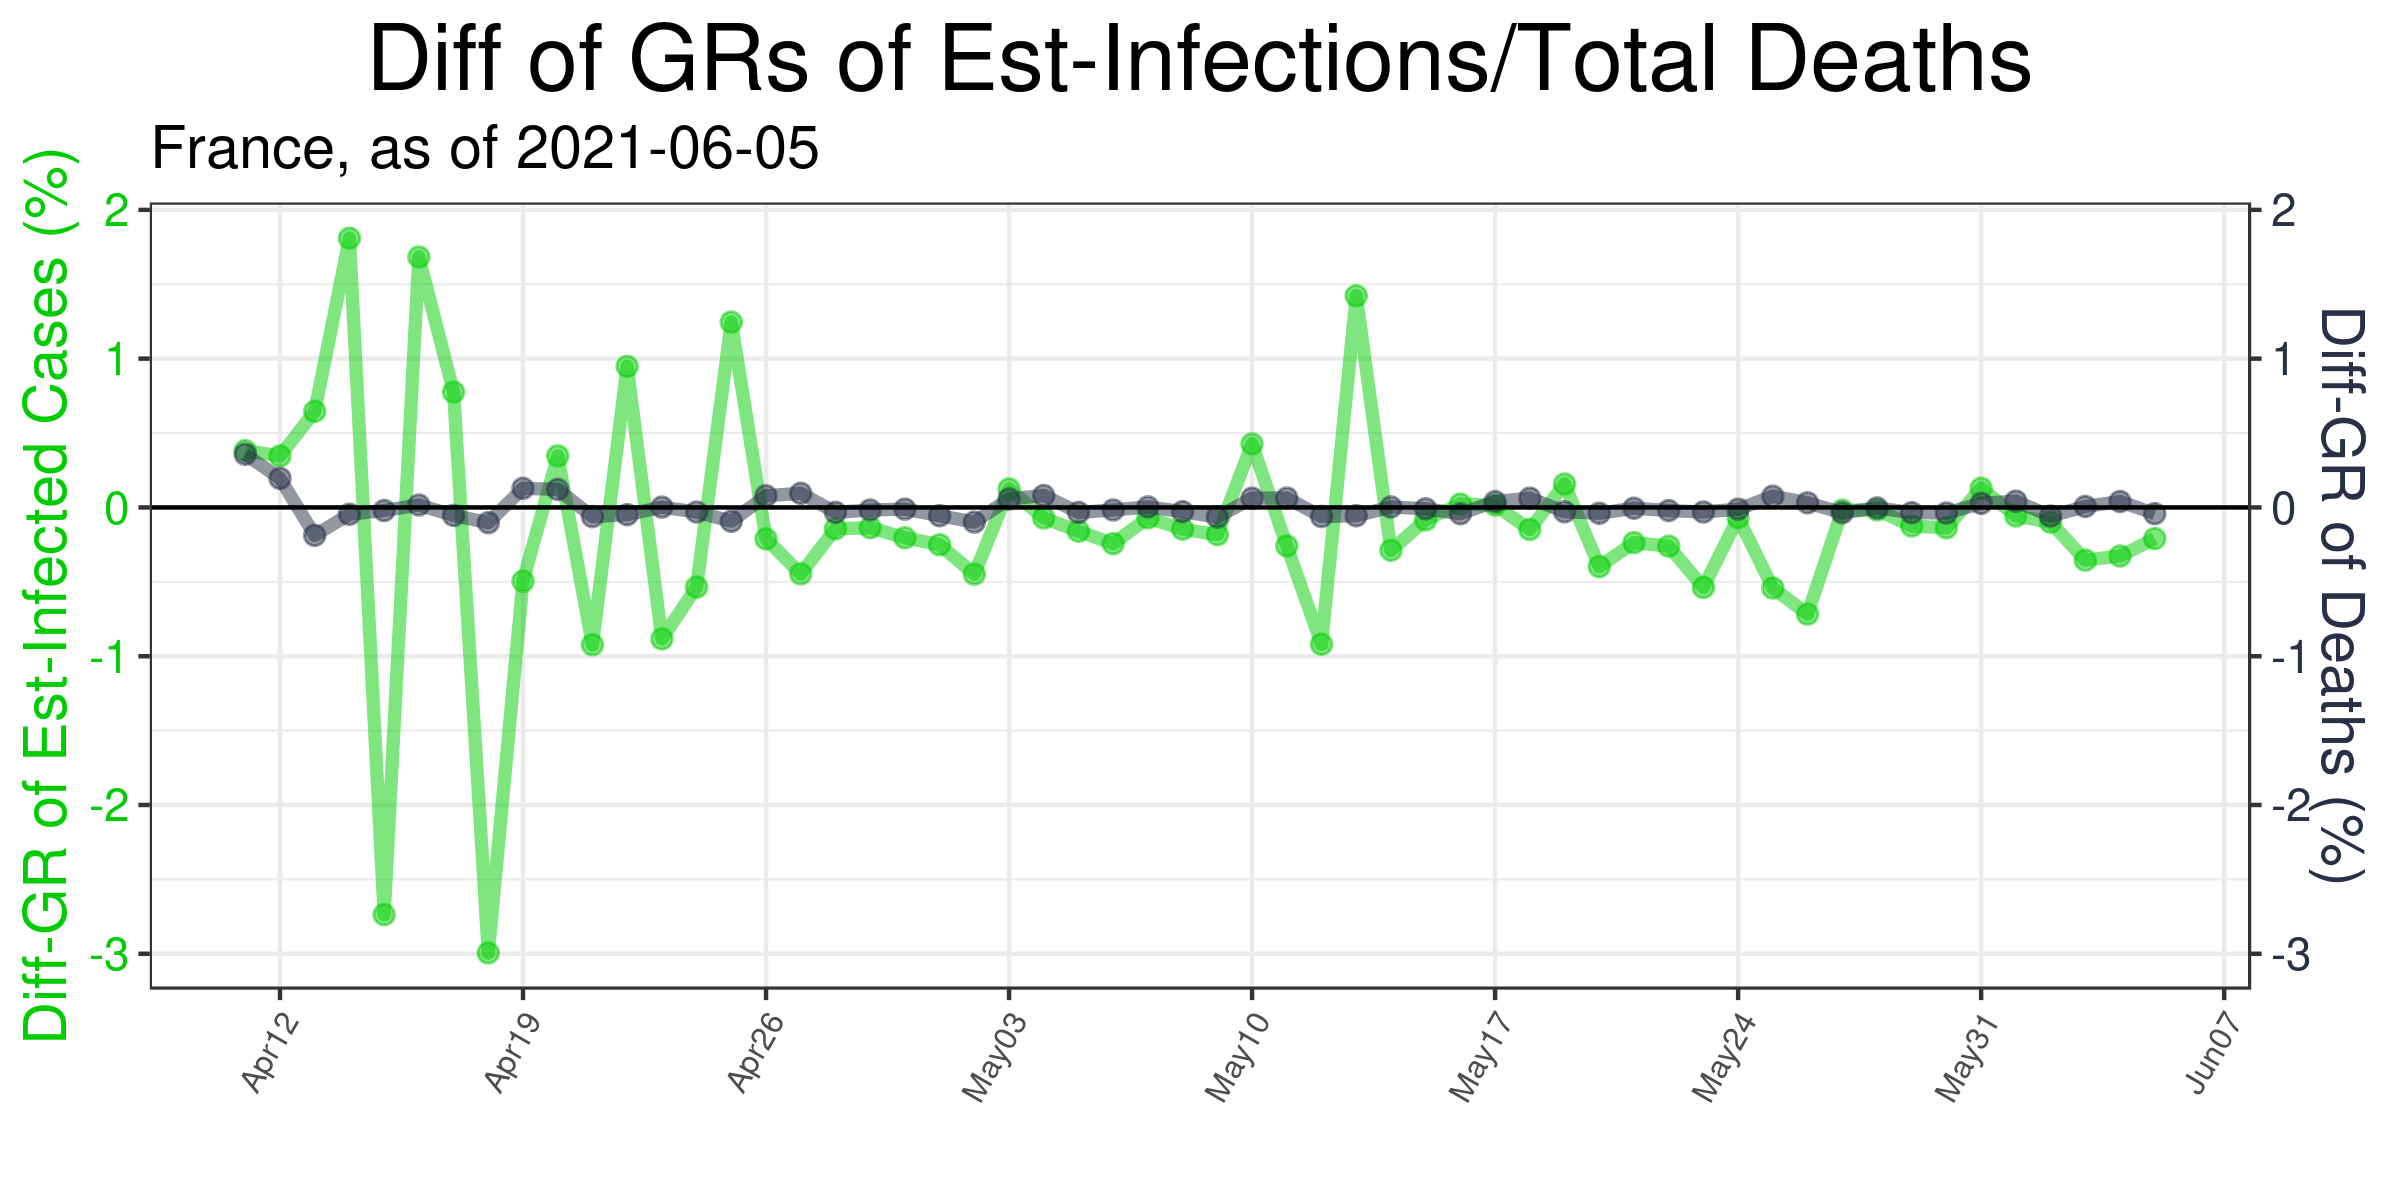 Diff of GRs of Est-Infections/Total Deaths
France, as of 2021-06-05
Diff-GR of Est-Infected Cases (%)
2
1
0
-1
-2
-3
2
1
0
-1
-2
-3
Diff-GR of Deaths (%)
Apr12
Apr19
Apr26
May03
May10
May17
May24
May31
Jun07